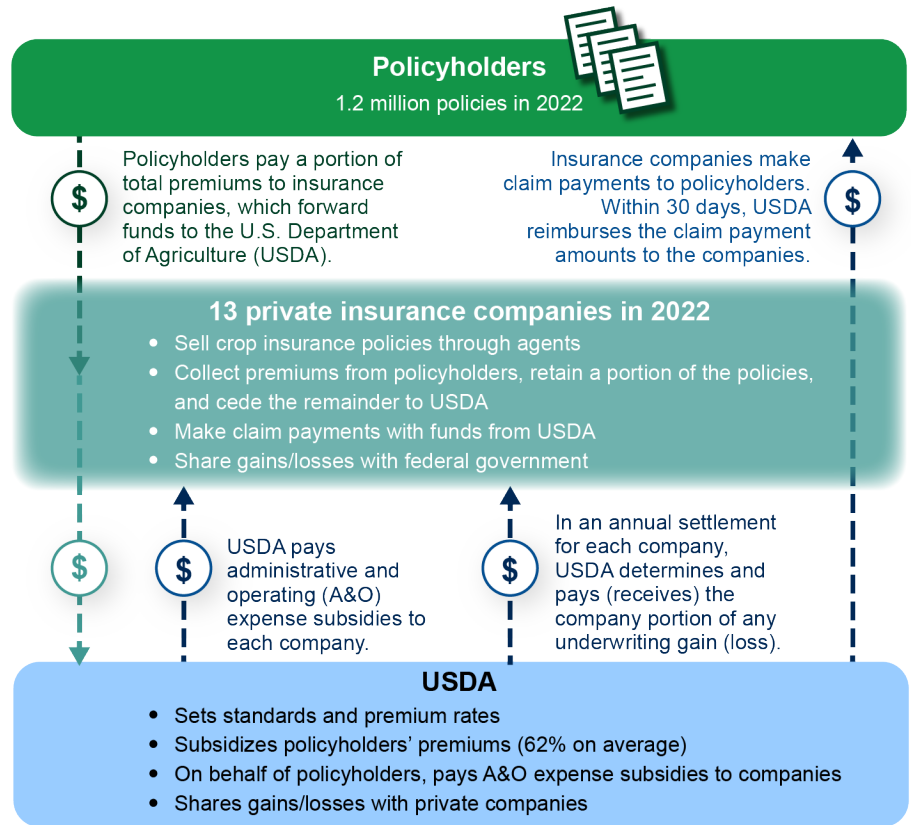 Policyholders
1.2 million policies in 2022
$
Policyholders pay a portion of
total premiums to insurance
companies, which forward
funds to the U.S. Department
of Agriculture (USDA).
Insurance companies make
claim payments to policyholders.
Within 30 days, USDA
reimburses the claim payment
amounts to the companies.
$
13 private insurance companies in 2022
• Sell crop insurance policies through agents
• Collect premiums from policyholders, retain a portion of the policies,
and cede the remainder to USDA
• Make claim payments with funds from USDA
• Share gains/losses with federal government
$
$
USDA pays
administrative and
operating (A&O)
expense subsidies to
each company.
$
In an annual settlement
for each company,
USDA determines and
pays (receives) the
company portion of any
underwriting gain (loss).
USDA
• Sets standards and premium rates
• Subsidizes policyholders’ premiums (62% on average)
• On behalf of policyholders, pays A&O expense subsidies to companies
• Shares gains/losses with private companies